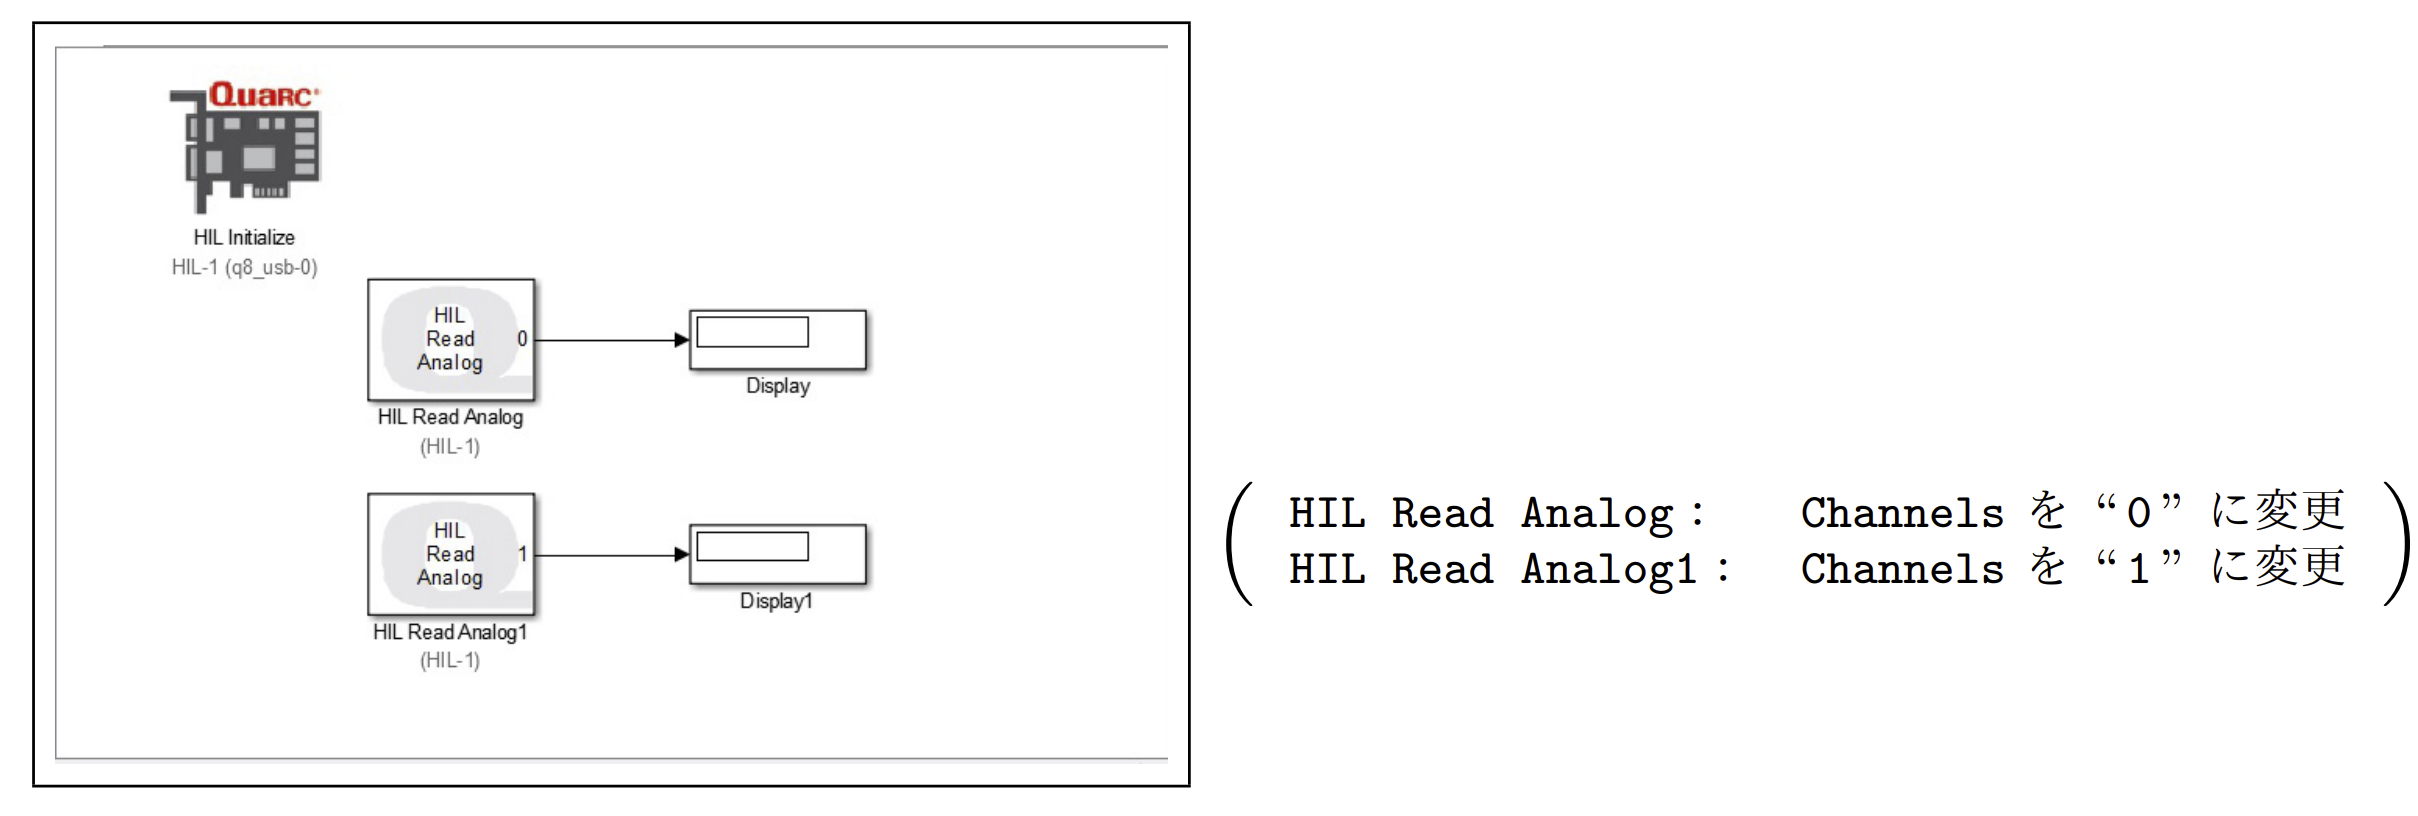 QUARC
HIL Initialize
HIL-1 (q8_usb-0)
HIL
Read
Analog
0
HIL Read Analog
(HIL-1)
Display
HIL
Read
Analog
1
HIL Read Analog1
(HIL-1)
Display1
HIL Read Analog : Channels を “0” に変更
HIL Read Analog1 : Channels を “1” に変更